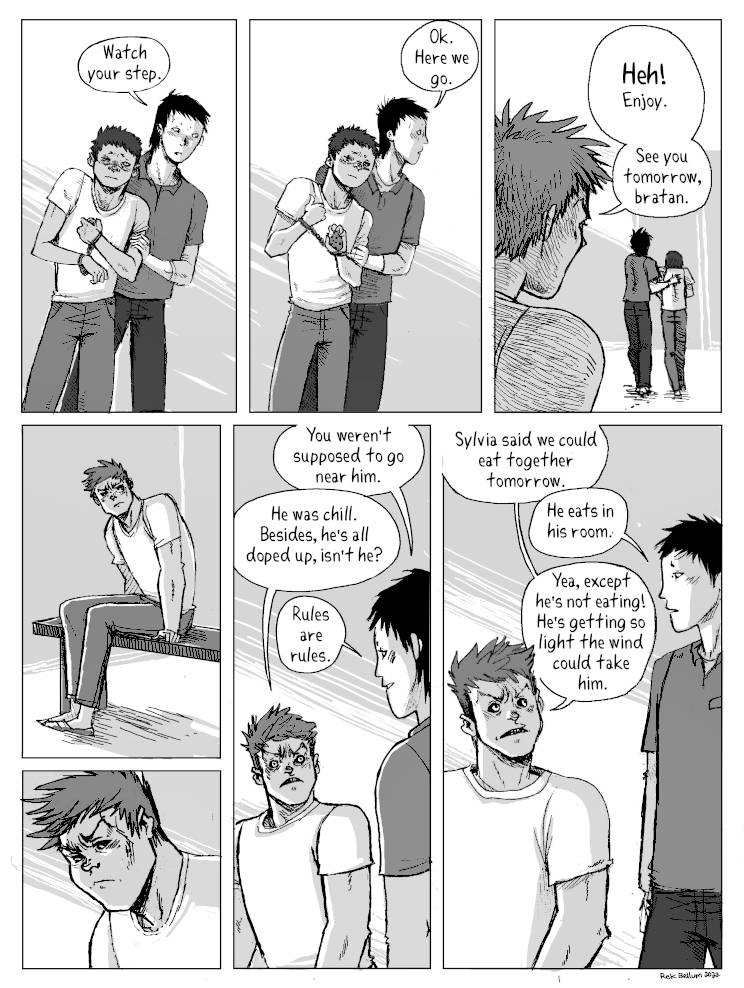 Watch
your step.
Ok.
Here we
go.
Heh!
Enjoy.
See you
tomorrow,
bratan.
You weren't
supposed to go
near him.
He was chill.
Besides, he's all
doped up, isn't he?
Rules
are
rules.
Sylvia said we could
eat together
tomorrow.
He eats in
his room.
Yea, except
he's not eating!
He's getting so
light the wind
could take
him.
Rek Bellum 2022